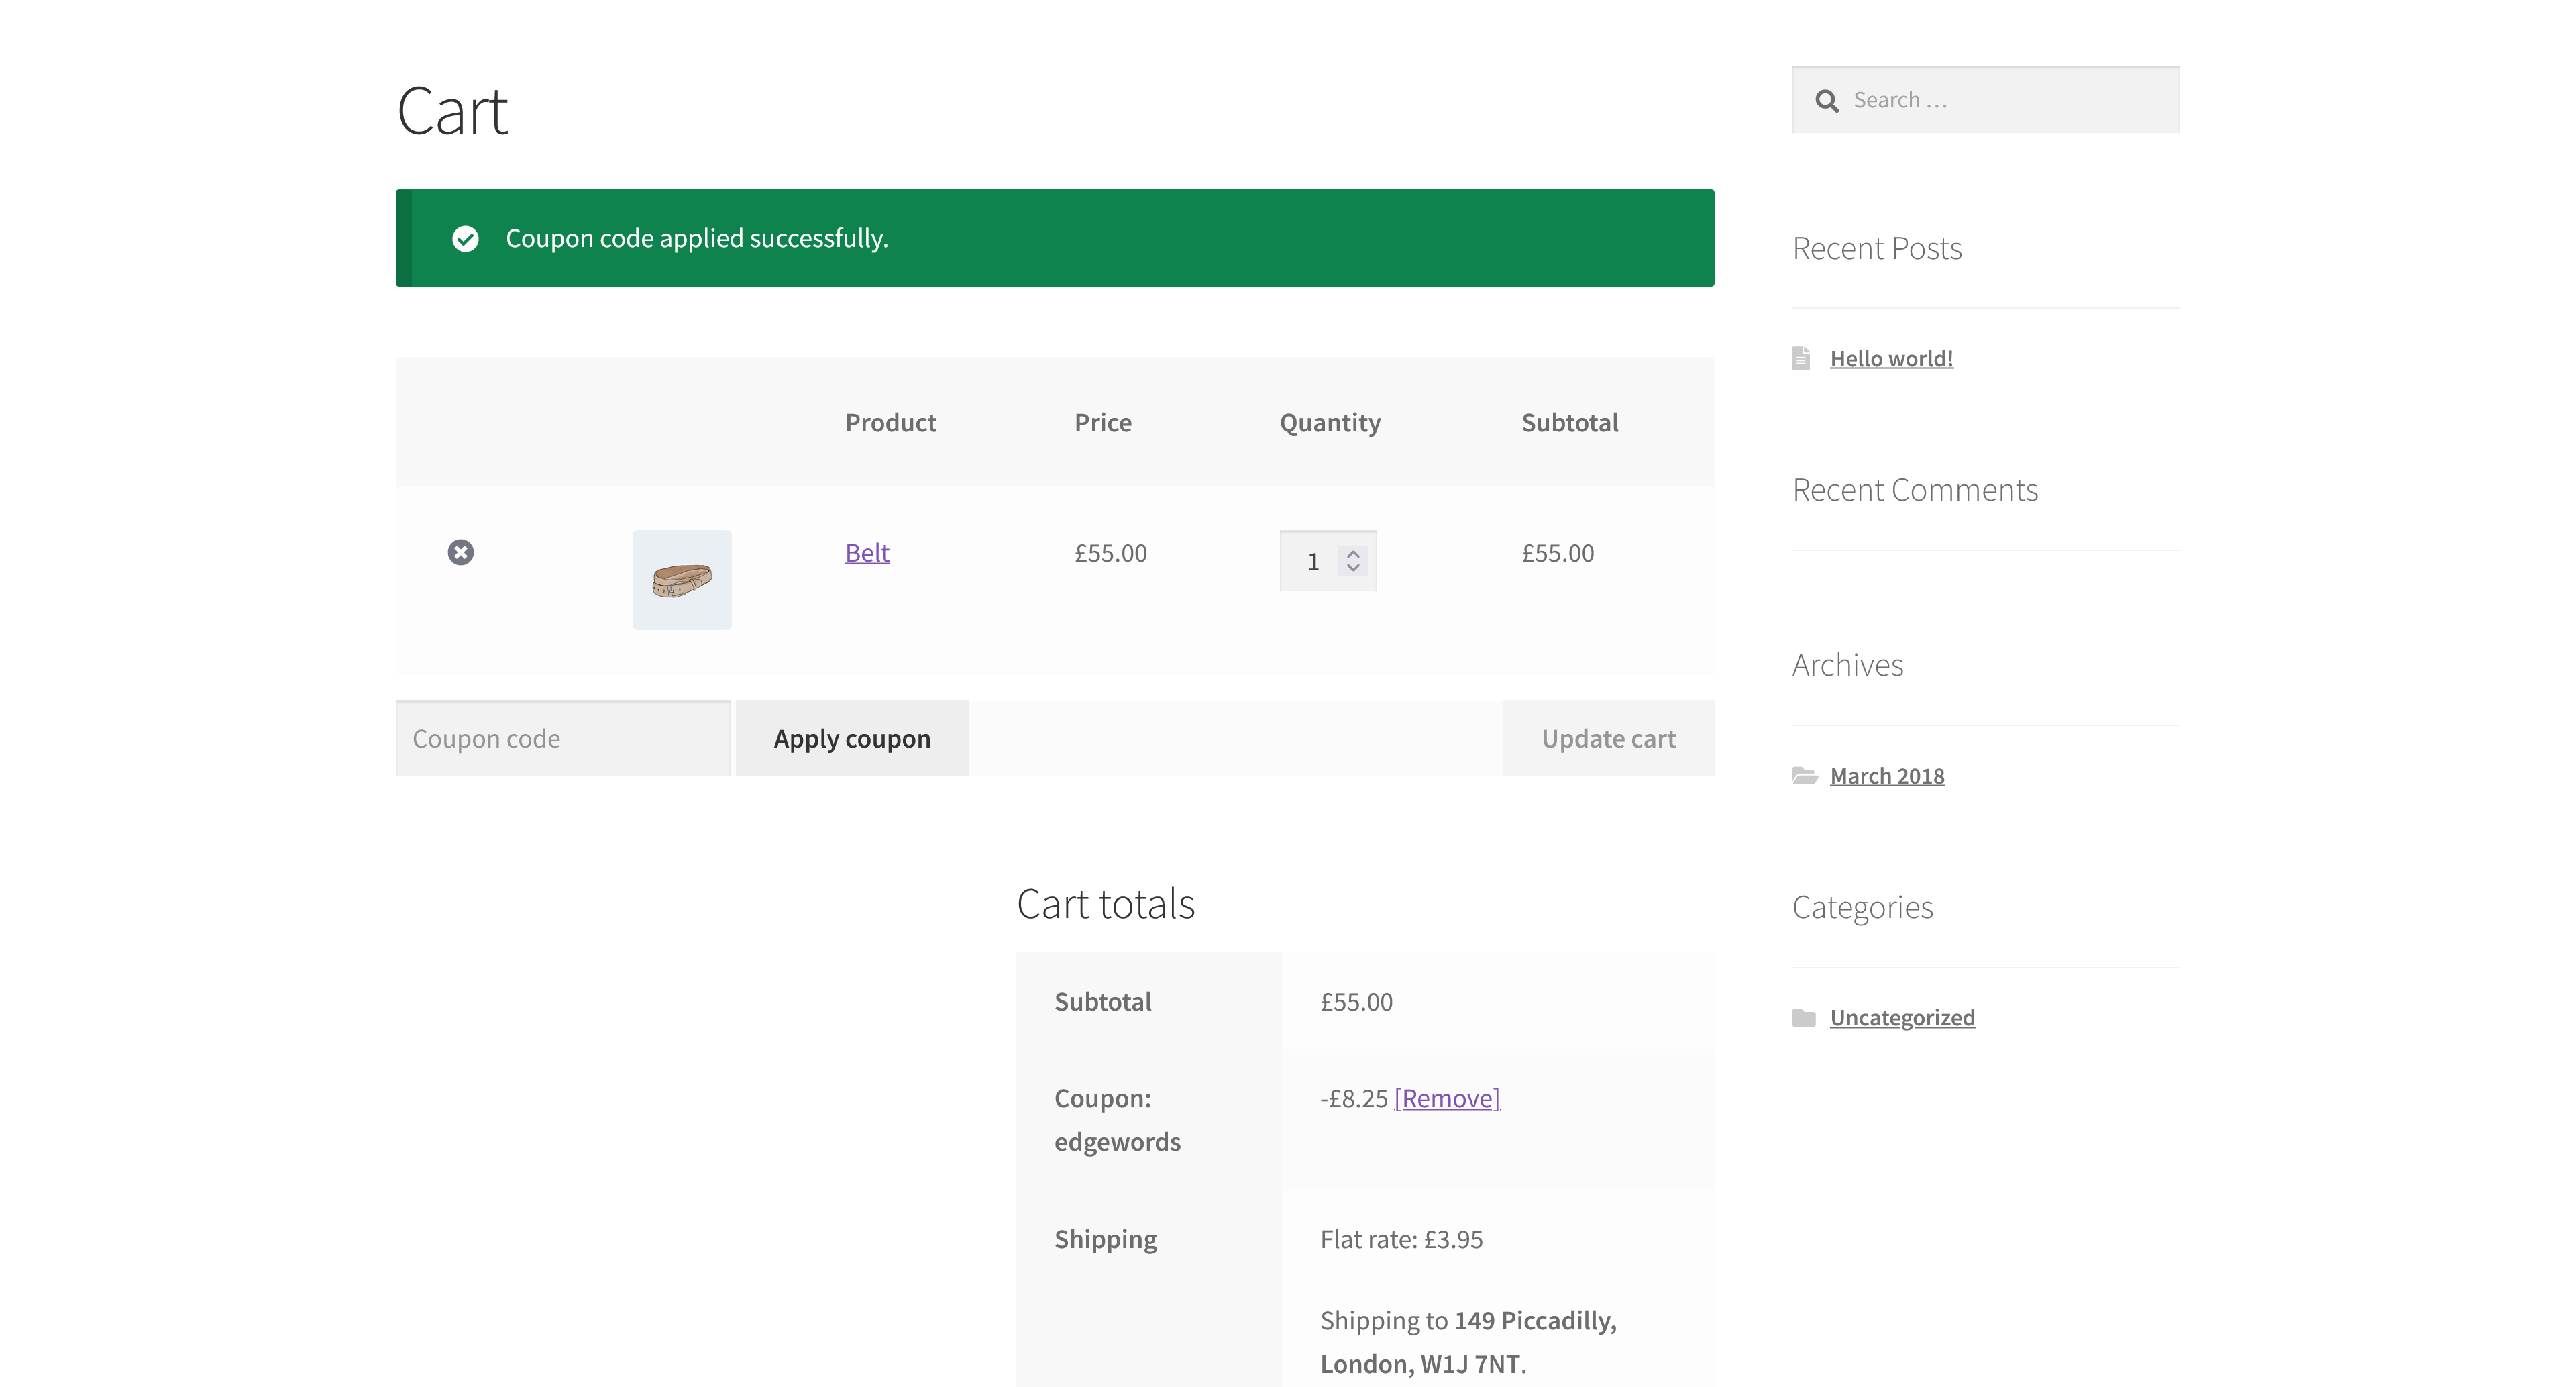 Cart
Search …
Coupon code applied successfully.
Product Price Quantity Subtotal
Belt £55.00 1 £55.00
Coupon code Apply coupon Update cart
Cart totals
Subtotal £55.00
Coupon: -£8.25 [Remove]
edgewords
Shipping Flat rate: £3.95
Shipping to 149 Piccadilly,
London, W1J 7NT.
Recent Posts
Hello world!
Recent Comments
Archives
March 2018
Categories
Uncategorized